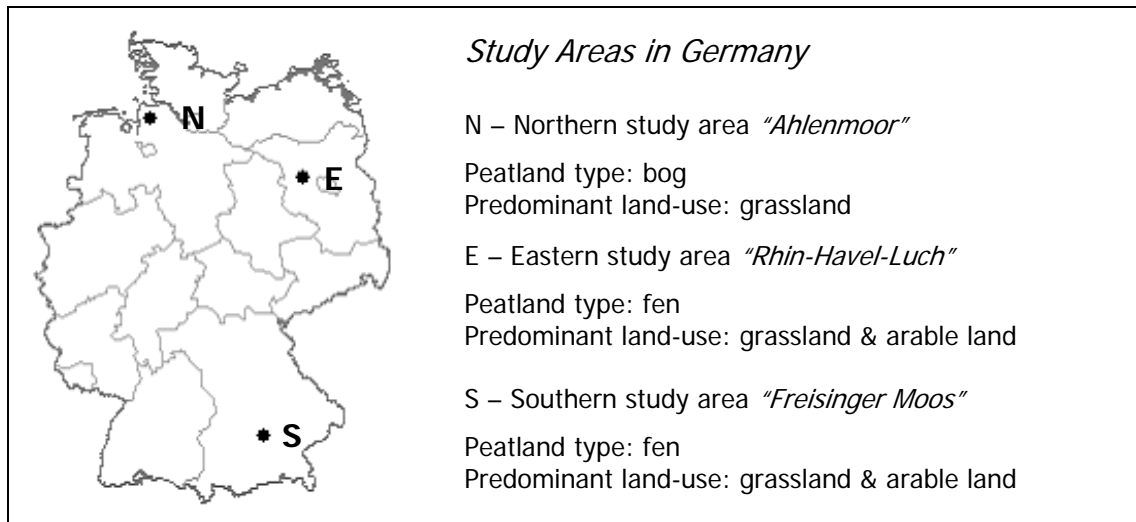 Study Areas in Germany
N
N – Northern study area “Ahlenmoor”
Peatland type: bog
Predominant land-use: grassland
E
E – Eastern study area “Rhin-Havel-Luch”
Peatland type: fen
Predominant land-use: grassland & arable land
S – Southern study area “Freisinger Moos”
S
Peatland type: fen
Predominant land-use: grassland & arable land